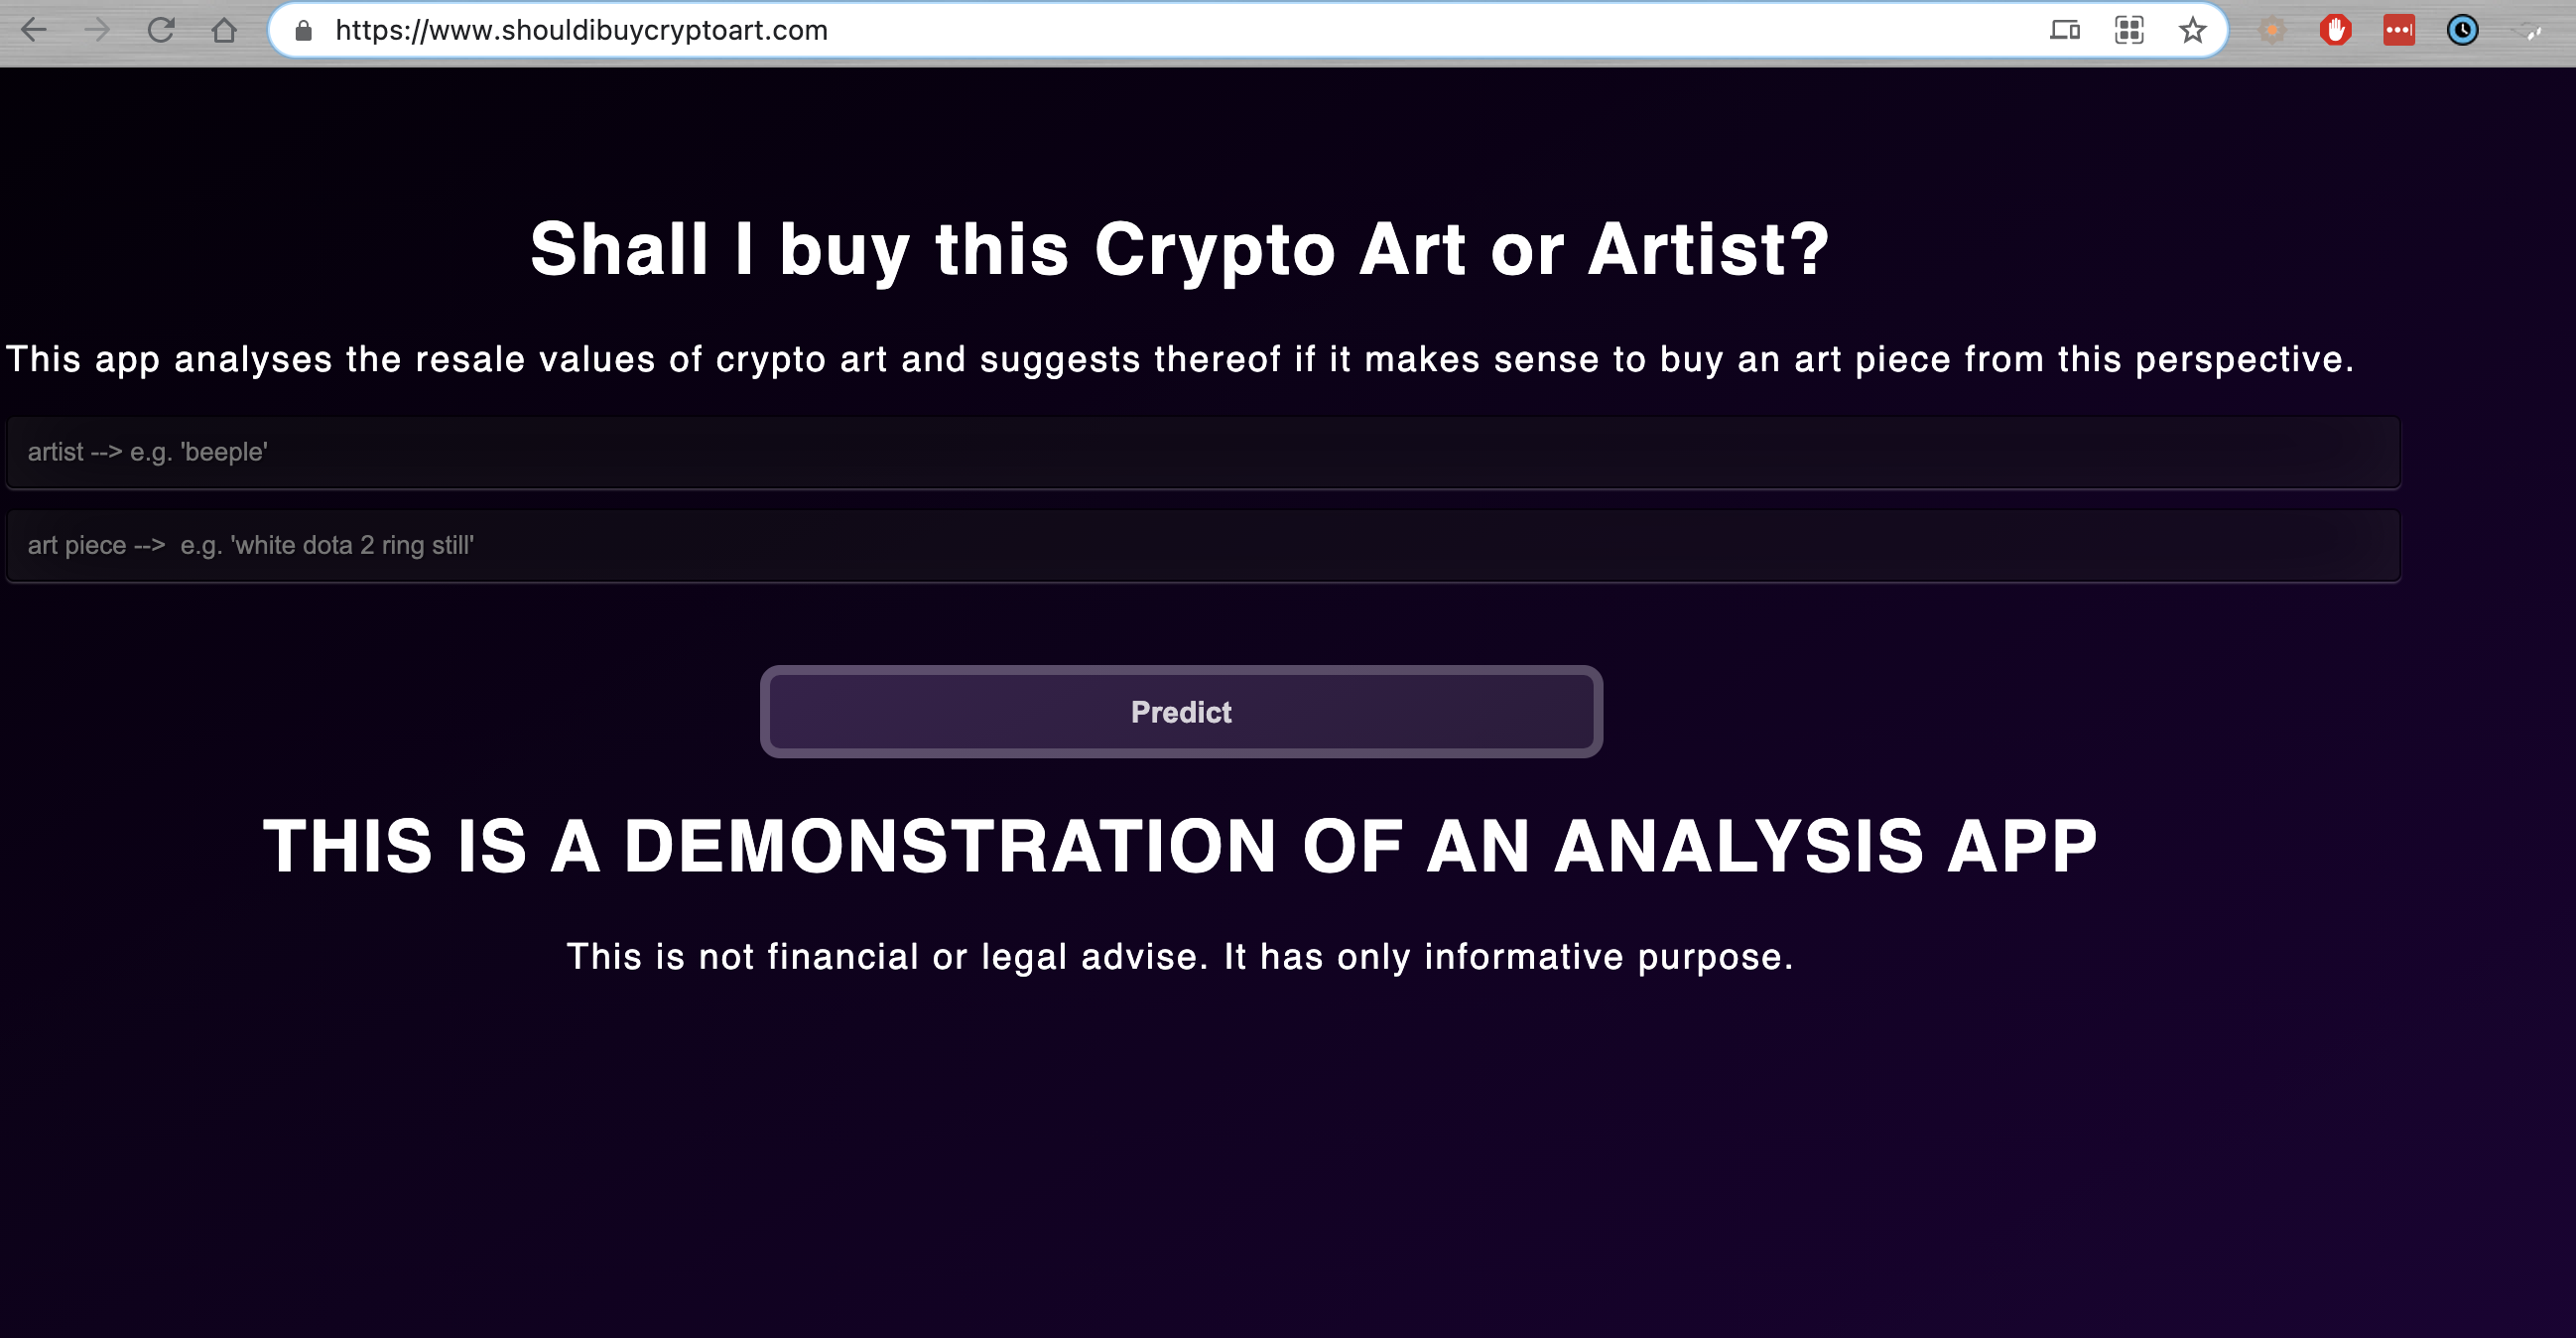 https://www.shouldibuycryptoart.com
Shall I buy this Crypto Art or Artist?
This app analyses the resale values of crypto art and suggests thereof if it makes sense to buy an art piece from this perspective.
artist --> e.g. 'beeple'
art piece -->  e.g. 'white dota 2 ring still'
Predict
THIS IS A DEMONSTRATION OF AN ANALYSIS APP
This is not financial or legal advise. It has only informative purpose.